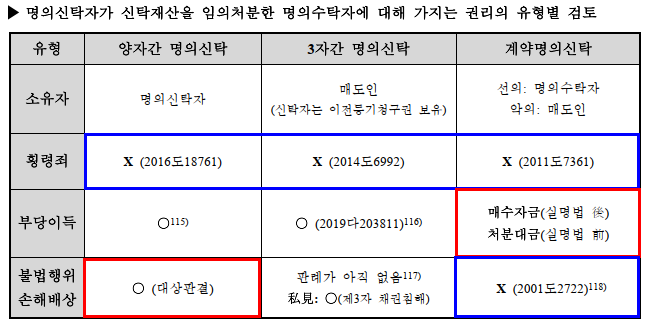 ▶ 명의신탁자가 신탁재산을 임의처분한 명의수탁자에 대해 가지는 권리의 유형별 검토
유형 양자간 명의신탁 3자간 명의신탁 계약명의신탁
소유자 명의신탁자 매도인
(신탁자는 이전등기청구권 보유) 선의: 명의수탁자
악의: 매도인
횡령죄 X (2016도18761) X (2014도6992) X (2011도7361)
부당이득 〇115) 〇 (2019다203811)116) 매수자금(실명법 後)
처분대금(실명법 前)
불법행위
손해배상 〇 (대상판결) 판례가 아직 없음117)
私見: 〇(제3자 채권침해) X (2001도2722)118)